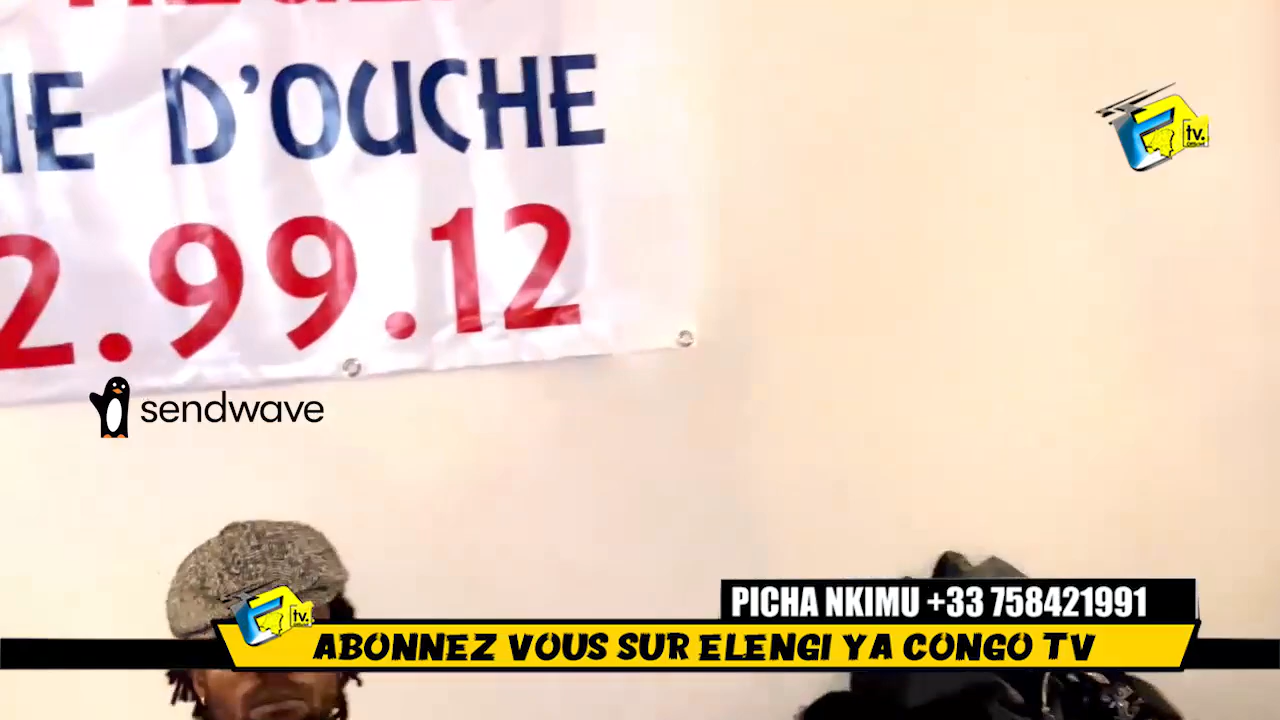 D'OUCHE
2.99.12
tv.
sendwave
PICHA NKIMU +33 758421991
tv.
ABONNEZ VOUS SUR ELENGI YA CONGO TV